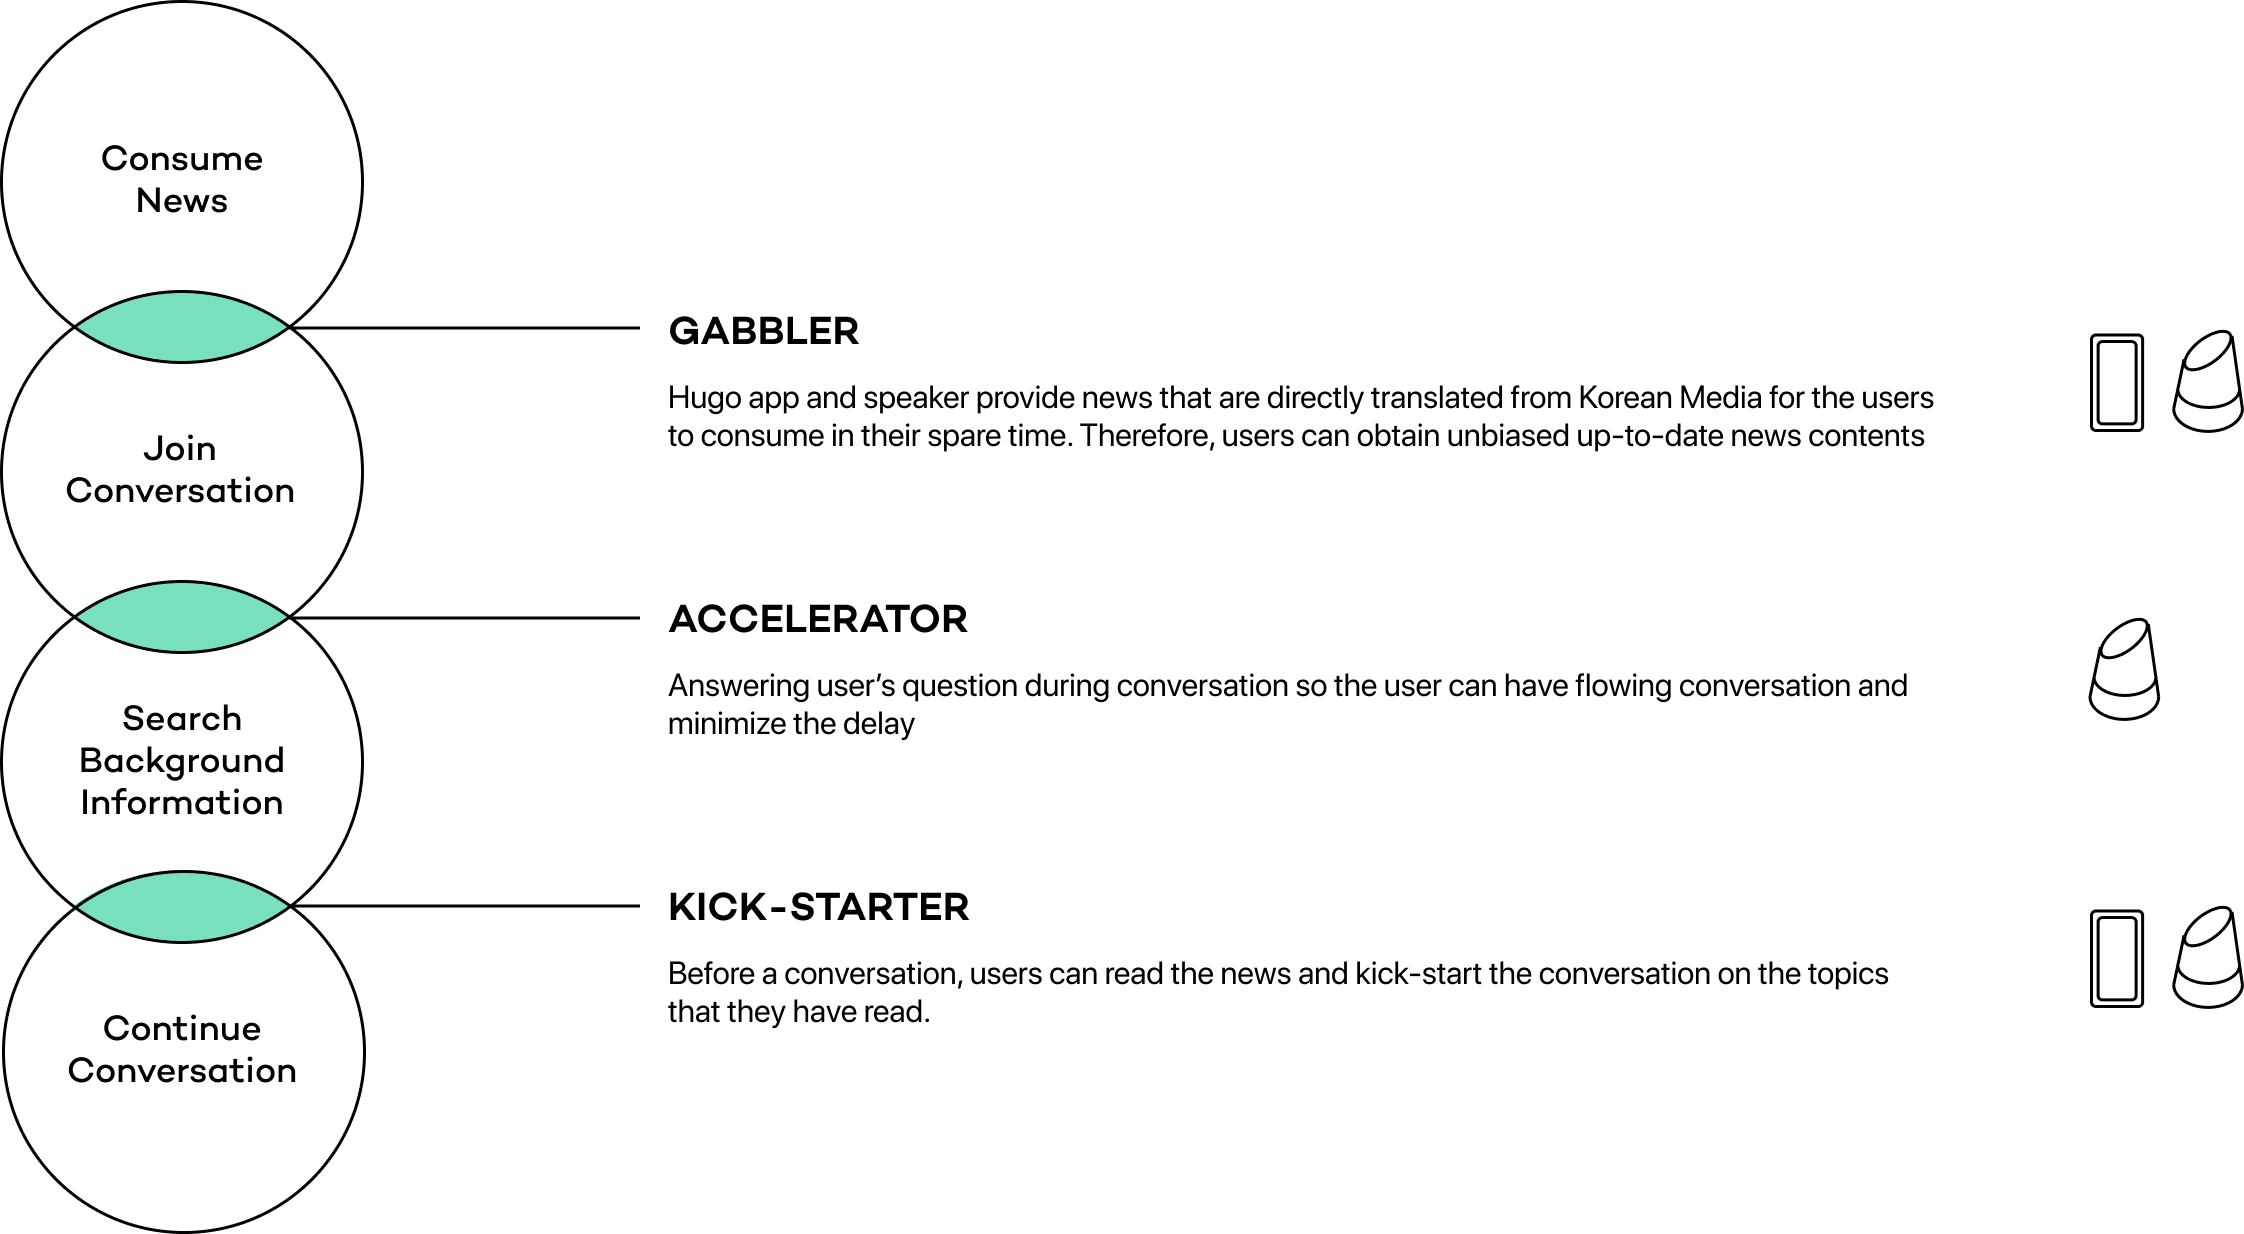 Consume
News
GABBLER
Hugo app and speaker provide news that are directly translated from Korean Media for the users
to consume in their spare time. Therefore, users can obtain unbiased up-to-date news contents
Join
Conversation
ACCELERATOR
Answering user’s question during conversation so the user can have flowing conversation and
minimize the delay
Search
Background
Information
KICK-STARTER
Before a conversation, users can read the news and kick-start the conversation on the topics
that they have read.
Continue
Conversation